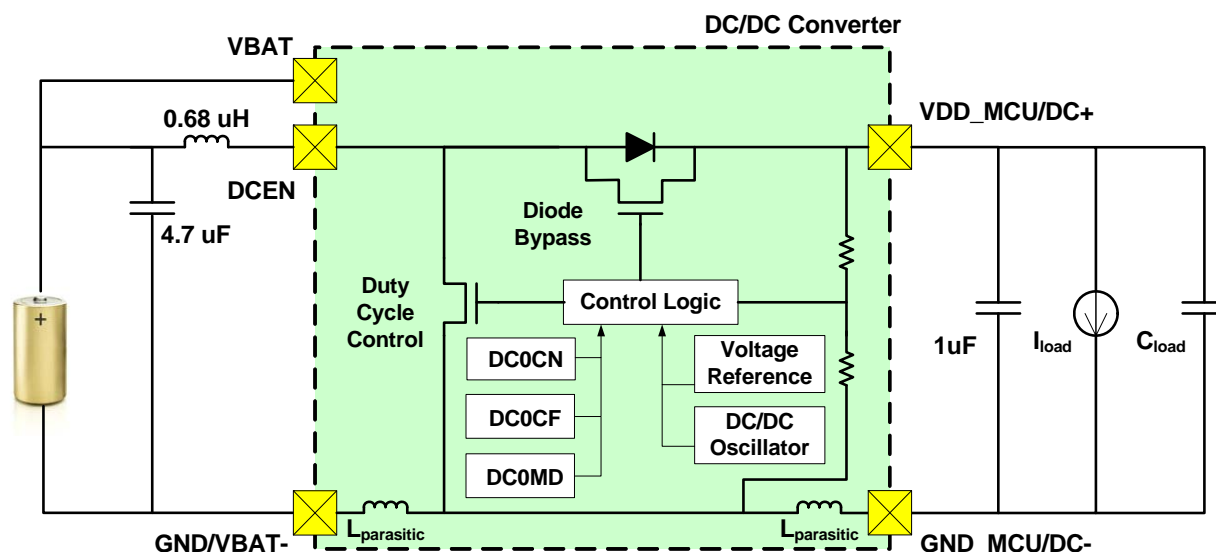 DC/DC Converter
VBAT
0.68 uH
VDD_MCU/DC+
DCEN
4.7 uF
Diode
Bypass
Duty
Cycle
Control
Control Logic
+
DC0CN
DC0CF
DC0MD
Voltage
Reference
DC/DC
Oscillator
1uF
Iload
Cload
Lparasitic
Lparasitic
GND/VBAT-
GND_MCU/DC-